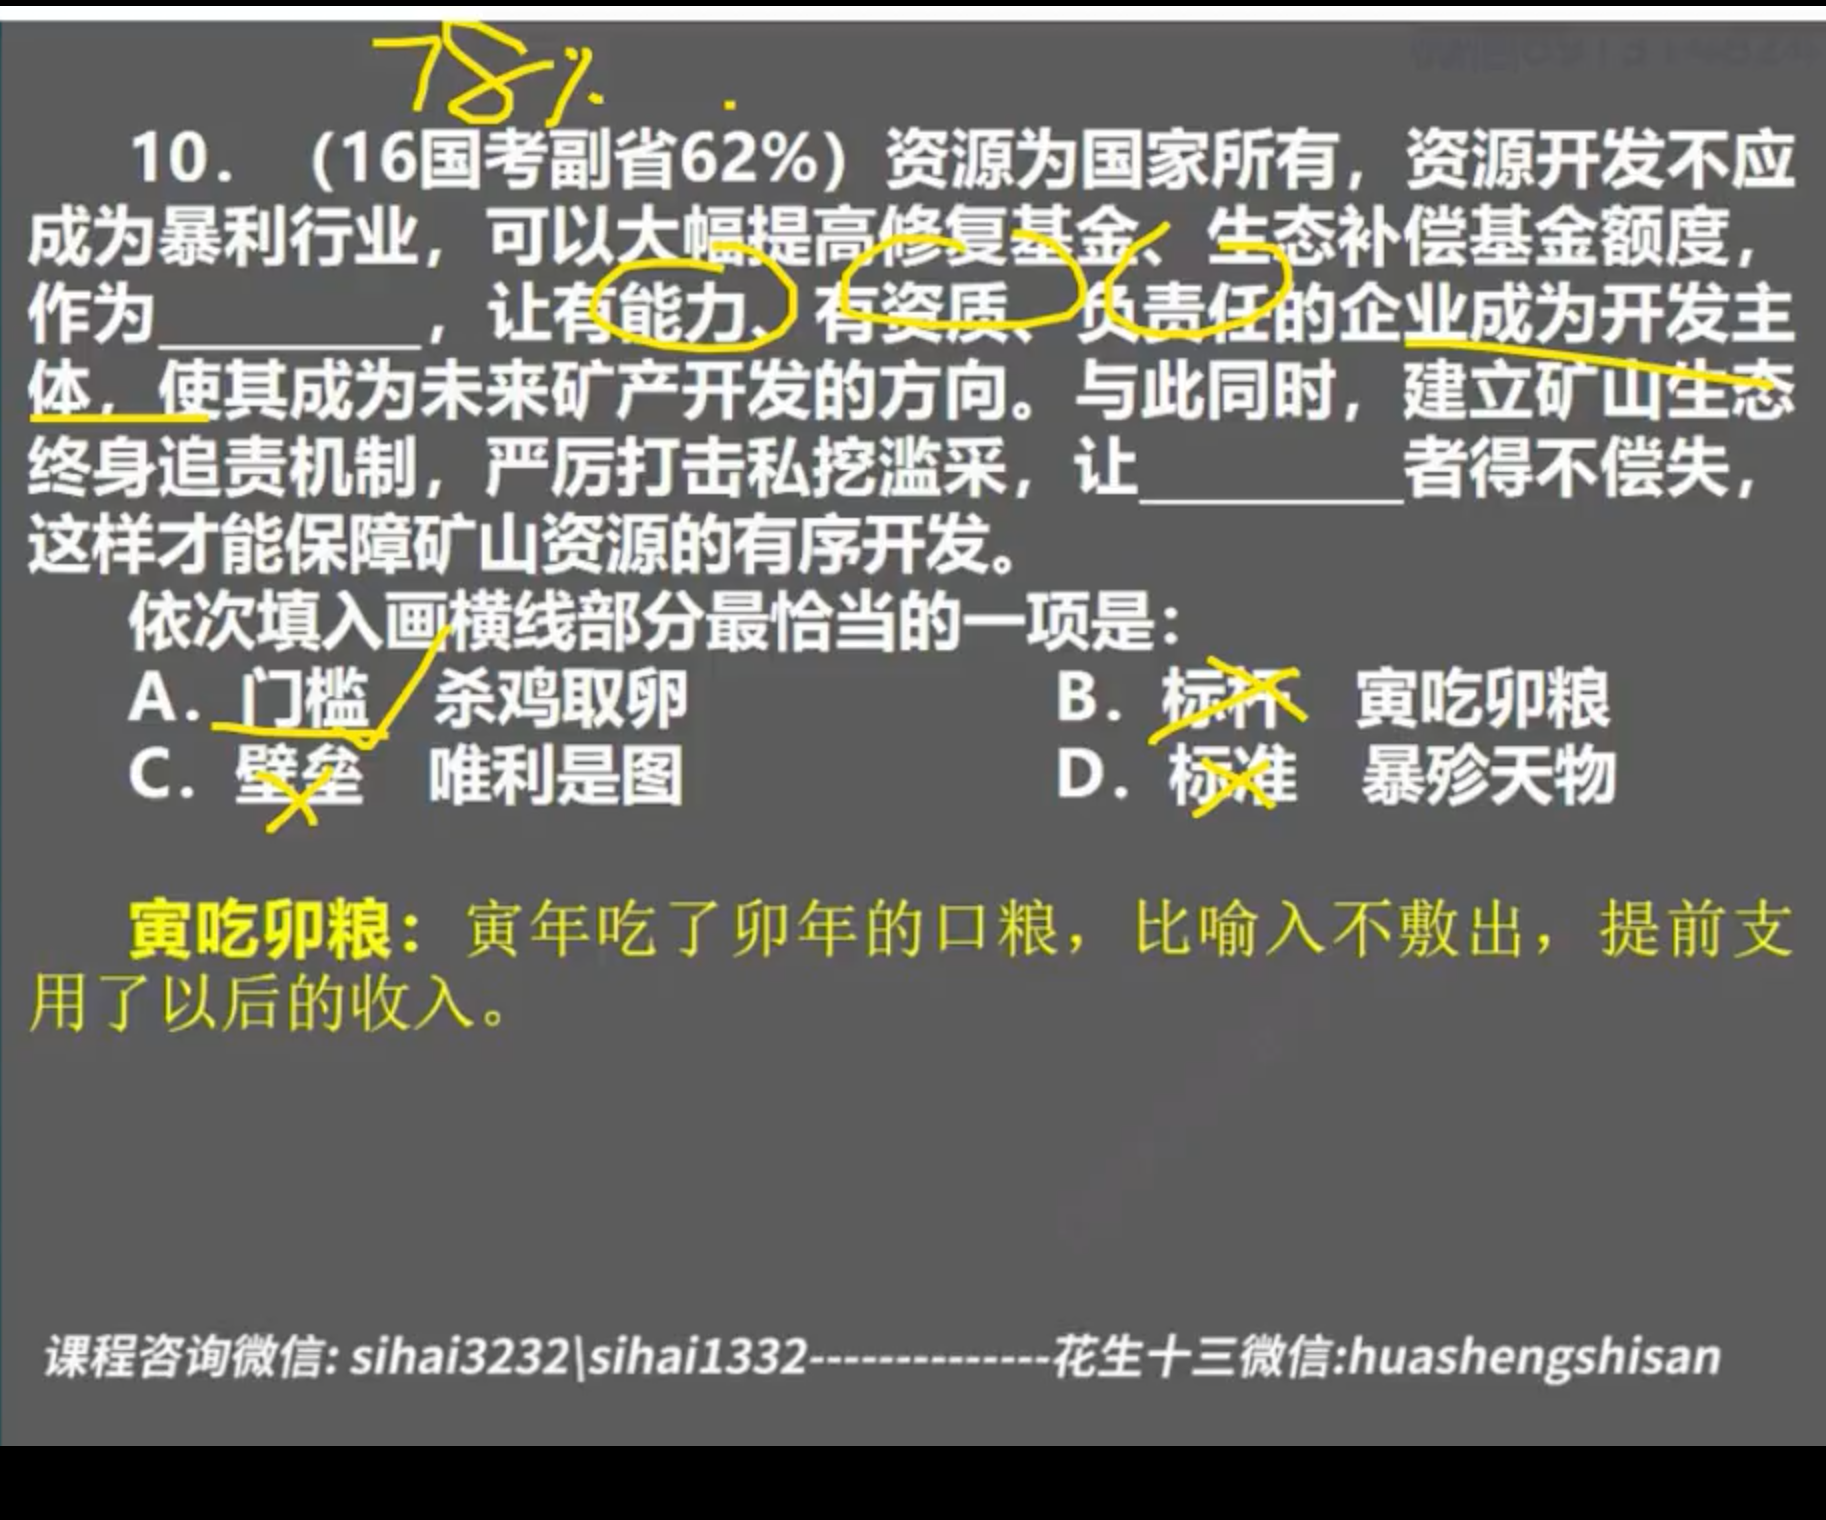 78%.
10. （16国考副省62%）资源为国家所有，资源开发不应
成为暴利行业，可以大幅提高修复基金、生态补偿基金额度，
作为________，让有能力、有资质、负责任的企业成为开发主
体，使其成为未来矿产开发的方向。与此同时，建立矿山生态
终身追责机制，严厉打击私挖滥采，让________者得不偿失，
这样才能保障矿山资源的有序开发。
依次填入画横线部分最恰当的一项是：
A. 门槛 杀鸡取卵 B. 标杆 寅吃卯粮
C. 壁垒 唯利是图 D. 标准 暴殄天物
寅吃卯粮：寅年吃了卯年的口粮，比喻入不敷出，提前支
用了以后的收入。
课程咨询微信: sihai3232\sihai1332--------------花生十三微信:huashengshisan